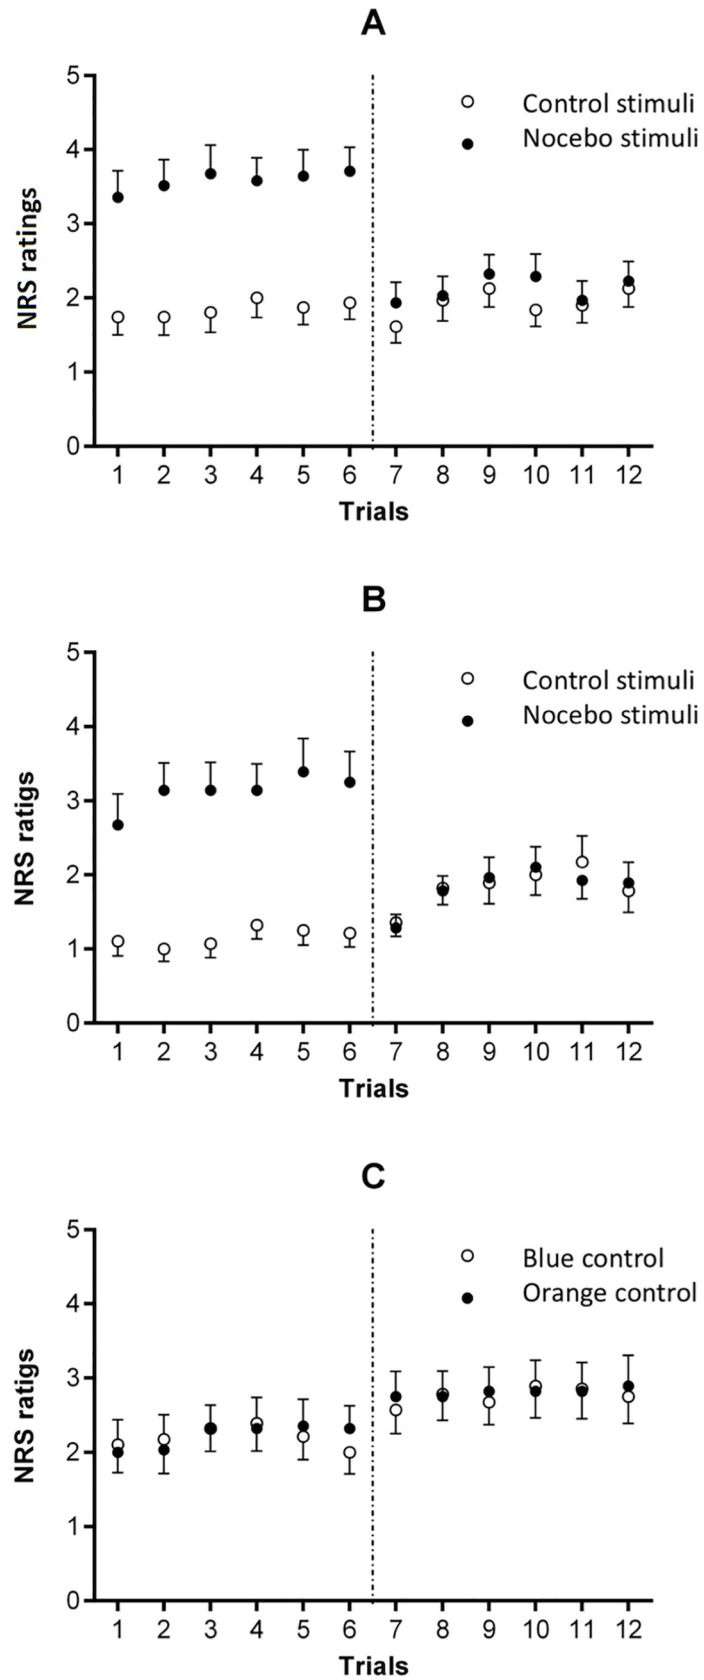 A
5
4
3
2
1
0
NRS ratings
Control stimuli
Nocebo stimuli
1 2 3 4 5 6 7 8 9 10 11 12
Trials
B
5
4
3
2
1
0
NRS ratigs
Control stimuli
Nocebo stimuli
1 2 3 4 5 6 7 8 9 10 11 12
Trials
C
5
4
3
2
1
0
NRS ratigs
Blue control
Orange control
1 2 3 4 5 6 7 8 9 10 11 12
Trials